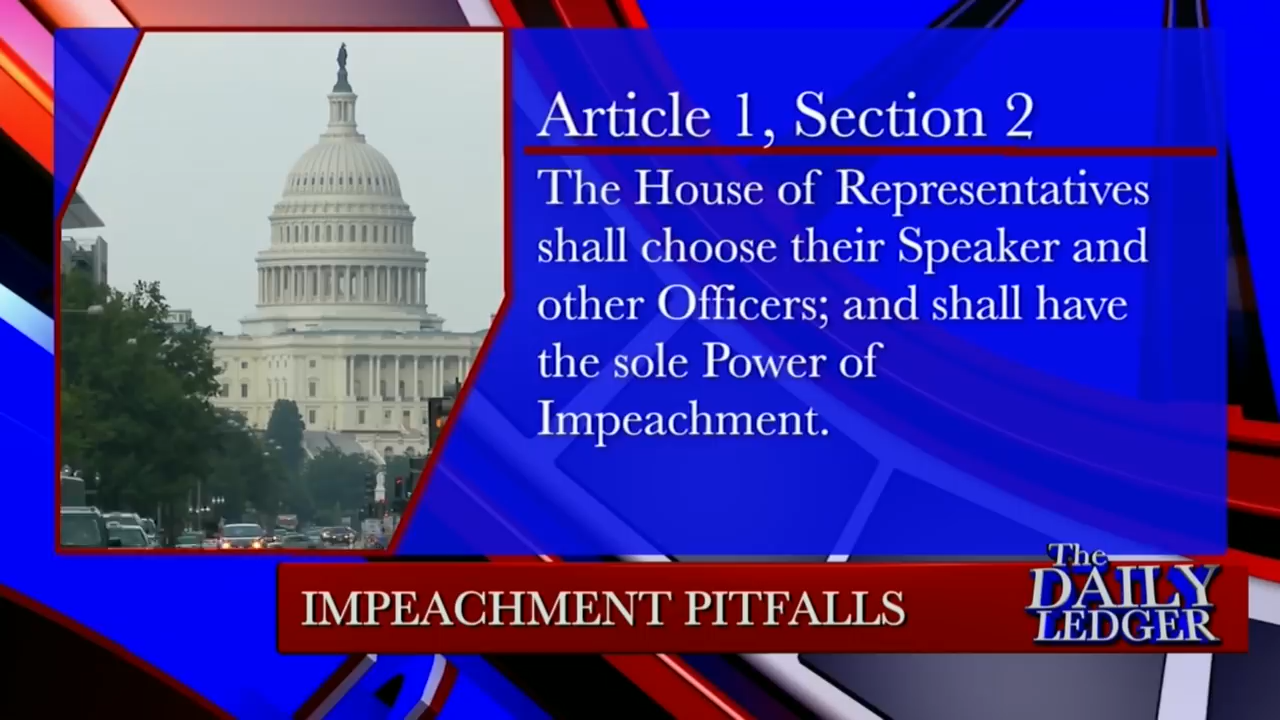 Article 1, Section 2
The House of Representatives
shall choose their Speaker and
other Officers; and shall have
the sole Power of
Impeachment.
IMPEACHMENT PITFALLS
The
DAILY
LEDGER